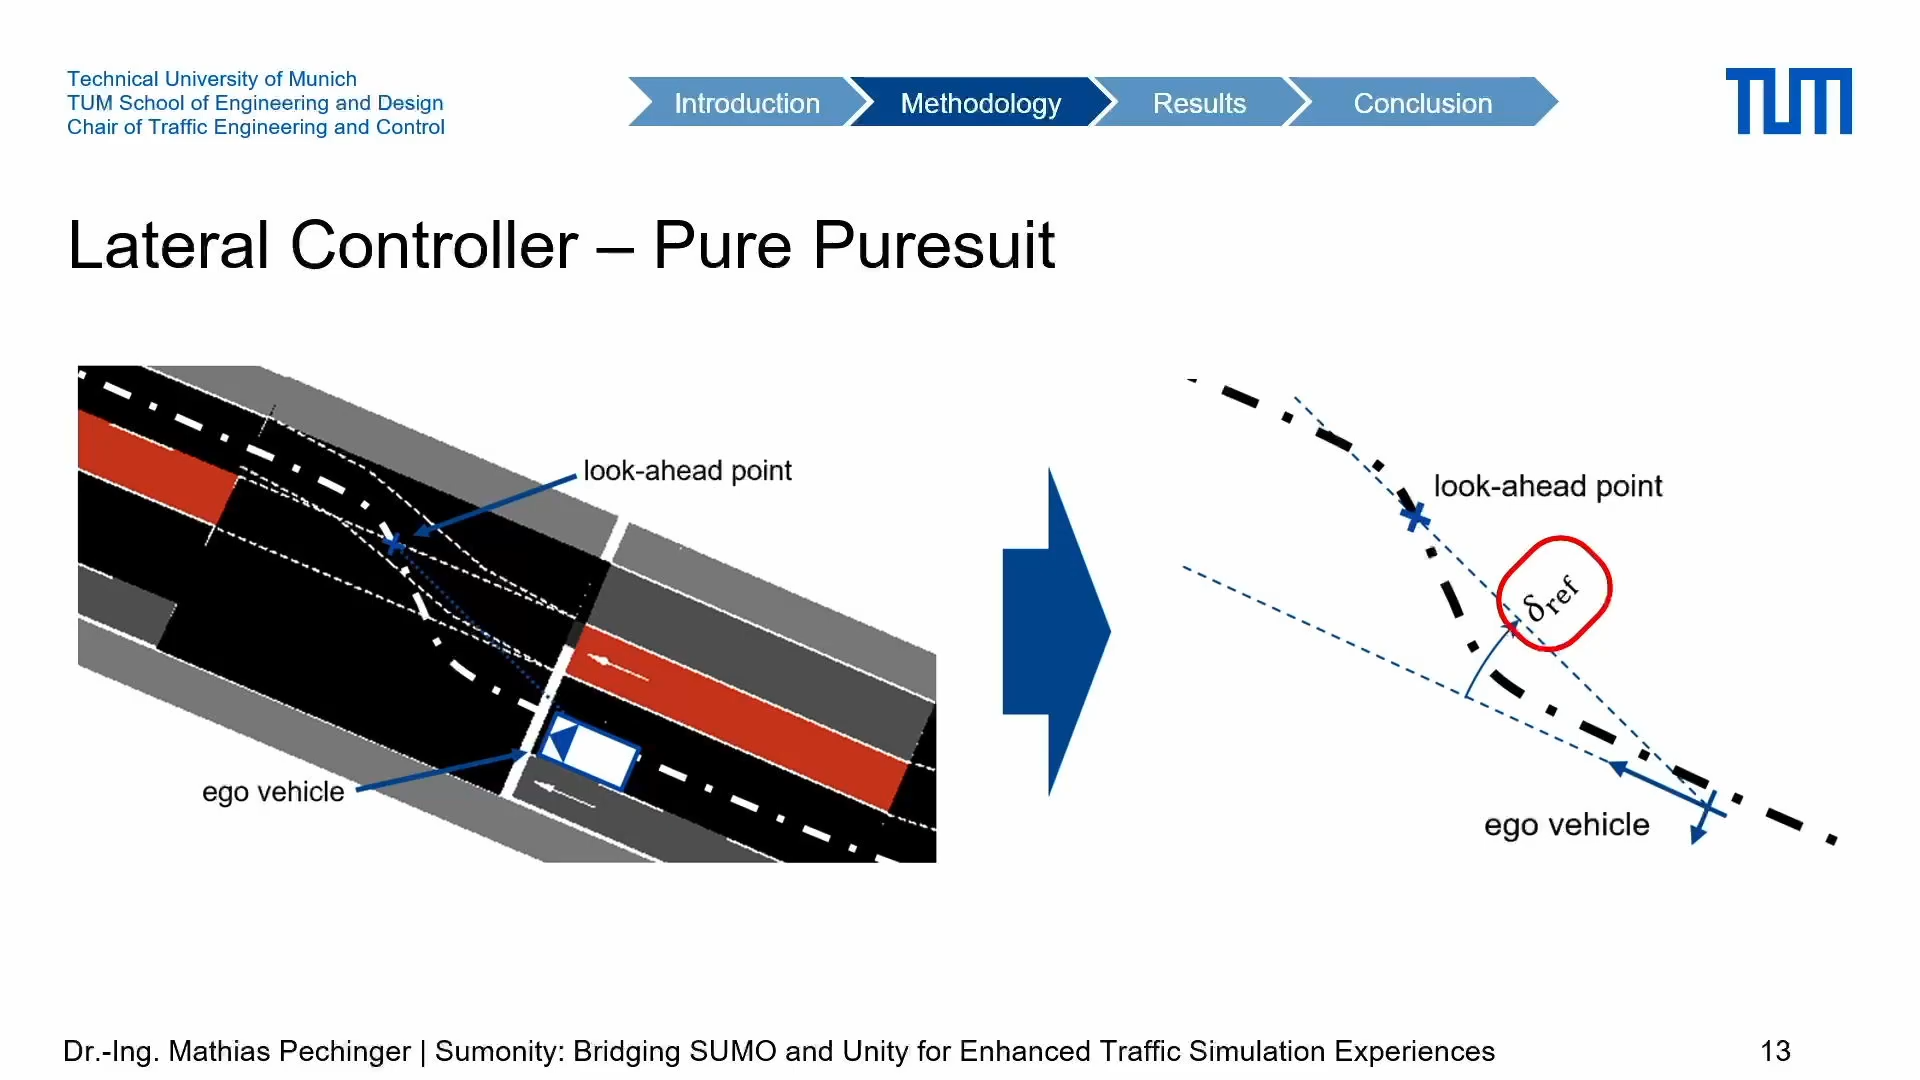 Technical University of Munich
TUM School of Engineering and Design
Chair of Traffic Engineering and Control
Introduction
Methodology
Results
Conclusion
TUM
Lateral Controller – Pure Puresuit
look-ahead point
ego vehicle
look-ahead point
δref
ego vehicle
Dr.-Ing. Mathias Pechinger | Sumonity: Bridging SUMO and Unity for Enhanced Traffic Simulation Experiences
13